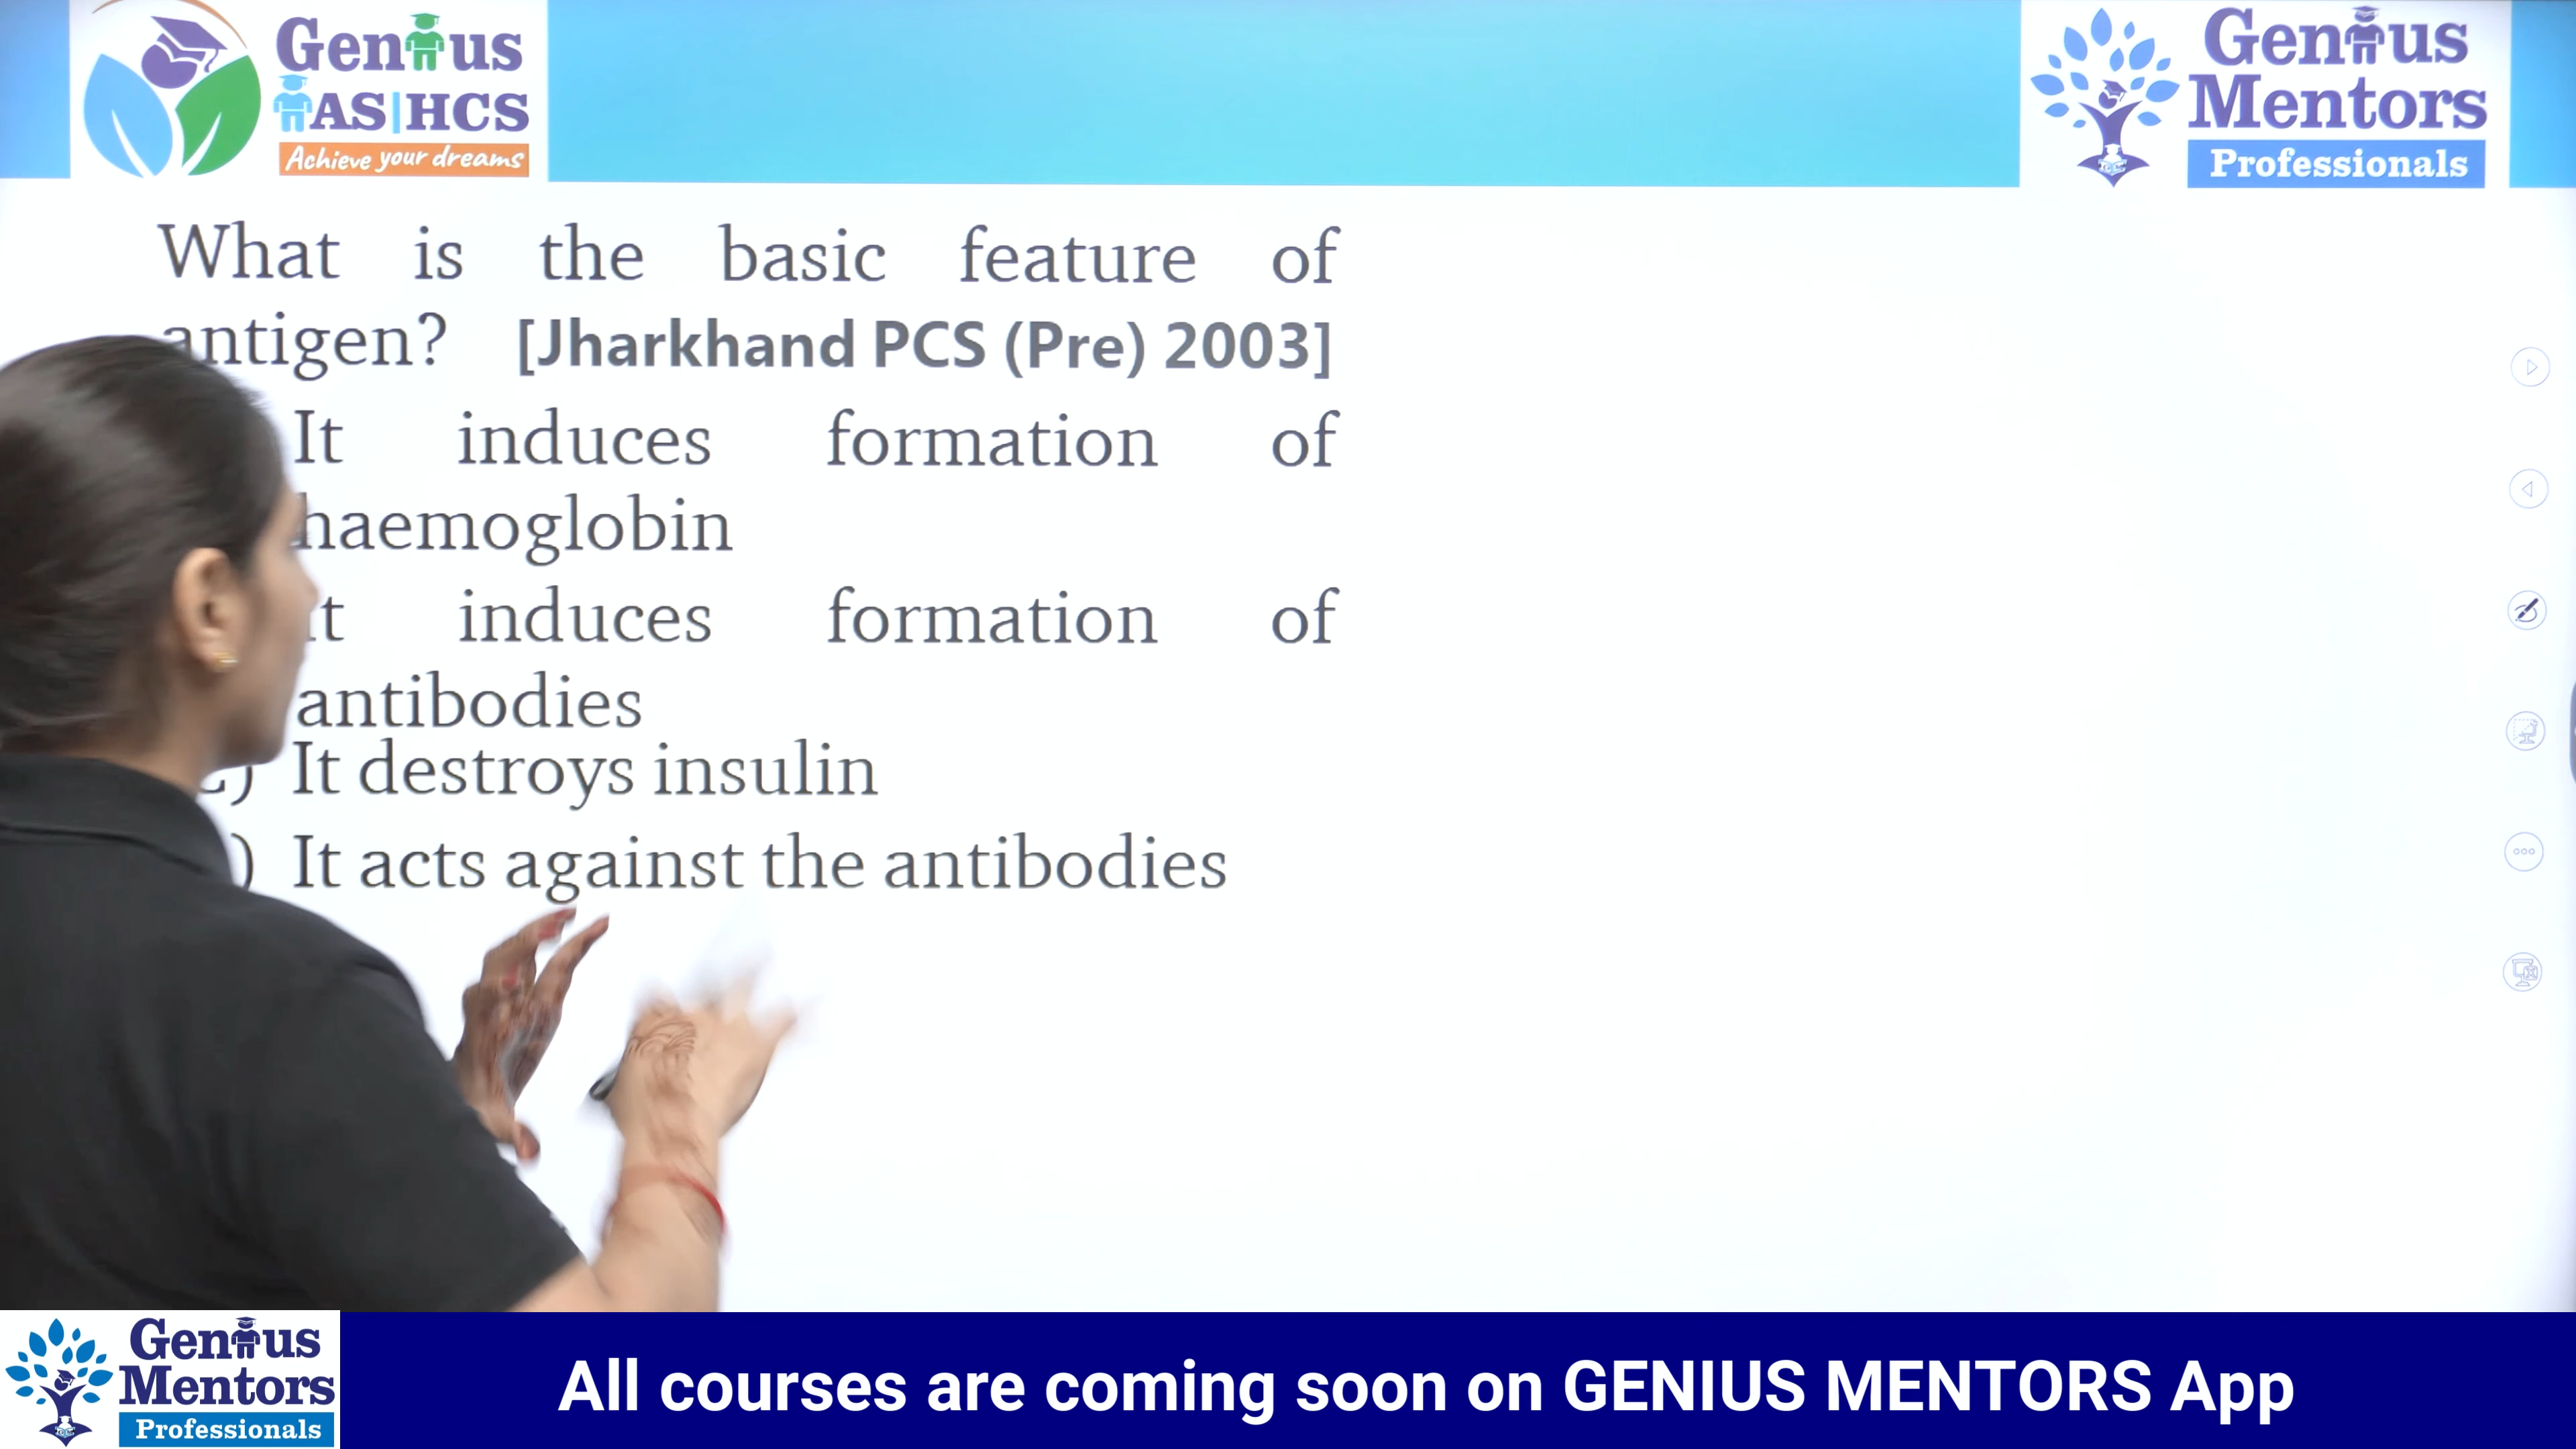 Genius
IAS|HCS
Achieve your dreams
Genius
Mentors
Professionals
What is the basic feature of
antigen? [Jharkhand PCS (Pre) 2003]
It induces formation of
haemoglobin
It induces formation of
antibodies
It destroys insulin
) It acts against the antibodies
Genius
Mentors
Professionals
All courses are coming soon on GENIUS MENTORS App